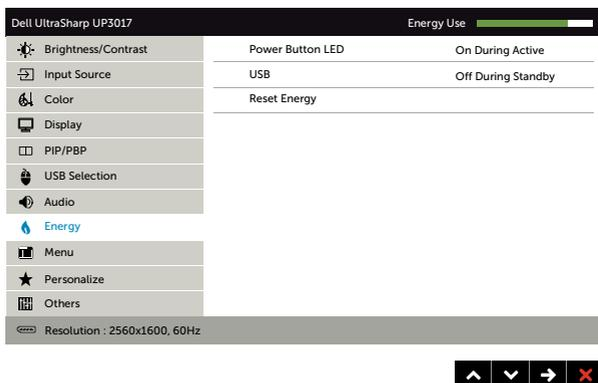 Dell UltraSharp UP3017 Energy Use
Brightness/Contrast Power Button LED On During Active
Input Source USB Off During Standby
Color Reset Energy
Display
PIP/PBP
USB Selection
Audio
Energy
Menu
Personalize
Others
Resolution : 2560x1600, 60Hz